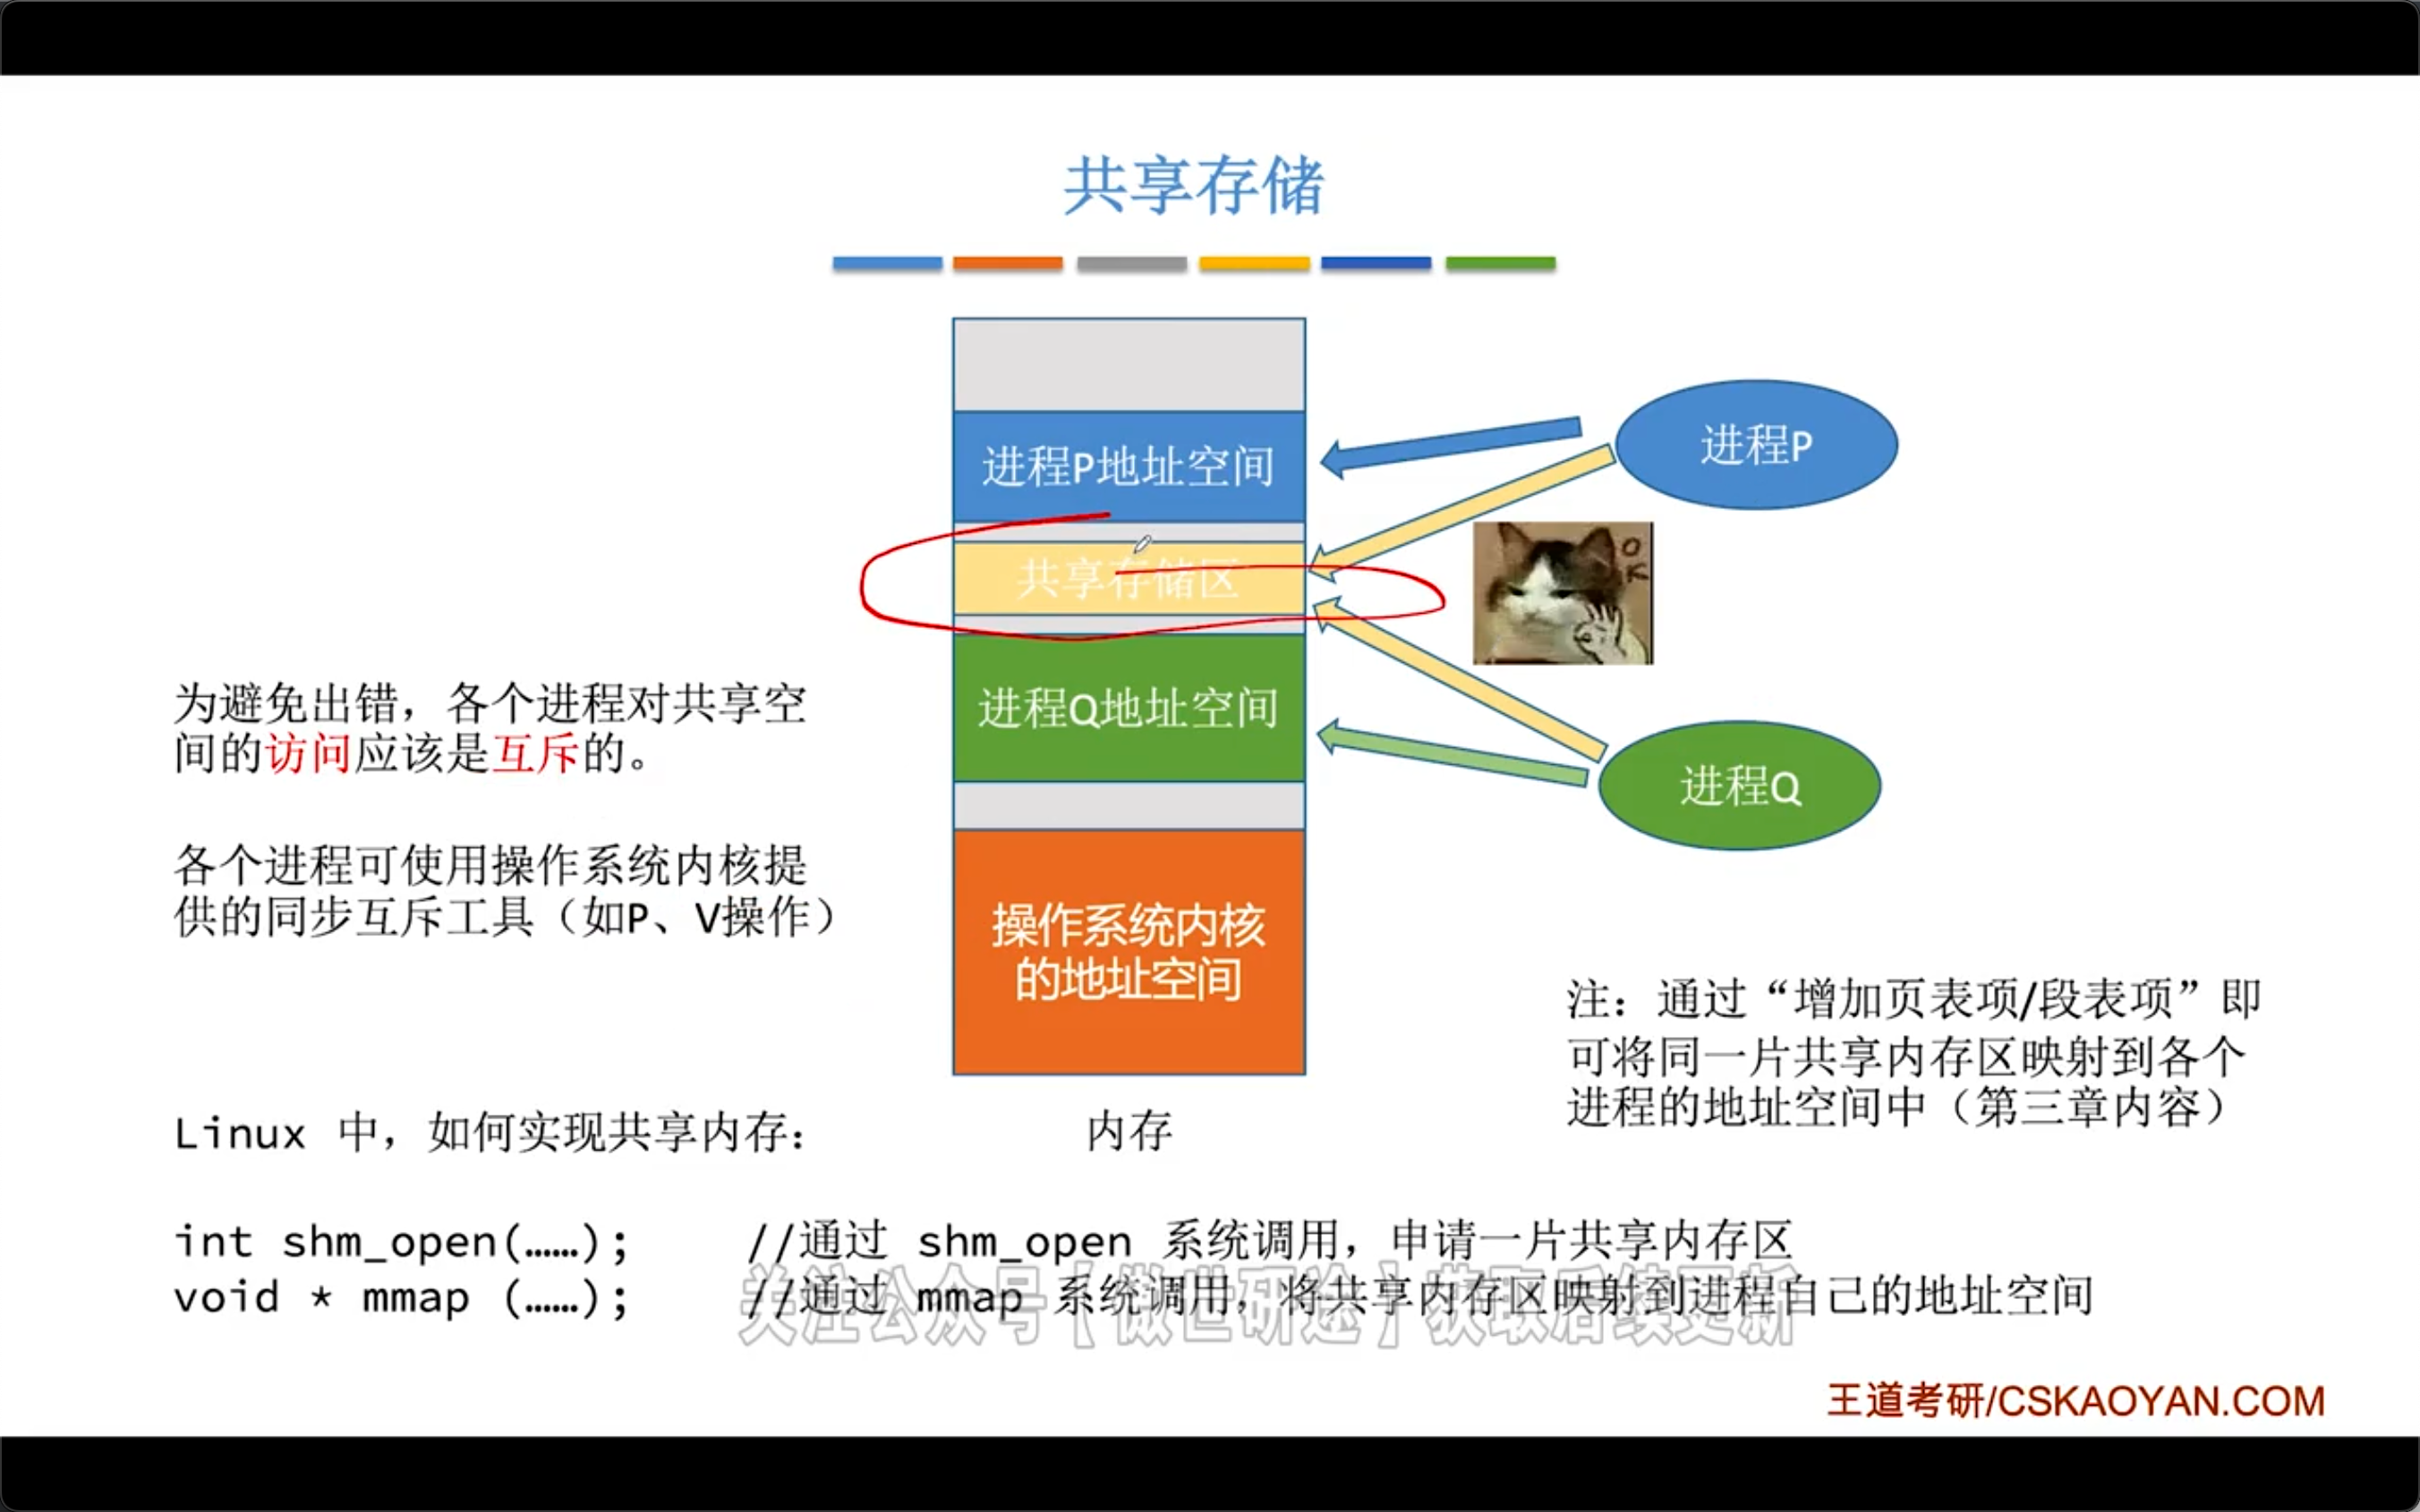 共享存储
进程P地址空间
进程P
共享存储区
OK
进程Q地址空间
进程Q
为避免出错，各个进程对共享空
间的访问应该是互斥的。
各个进程可使用操作系统内核提
供的同步互斥工具（如P、V操作）
操作系统内核
的地址空间
注：通过“增加页表项/段表项”即
可将同一片共享内存区映射到各个
进程的地址空间中（第三章内容）
内存
Linux 中，如何实现共享内存：
int shm_open(……); //通过 shm_open 系统调用，申请一片共享内存区
void * mmap (……); //通过 mmap 系统调用，将共享内存区映射到进程自己的地址空间
关注公众号【傲世研途】获取后续更新
王道考研/CSKAOYAN.COM